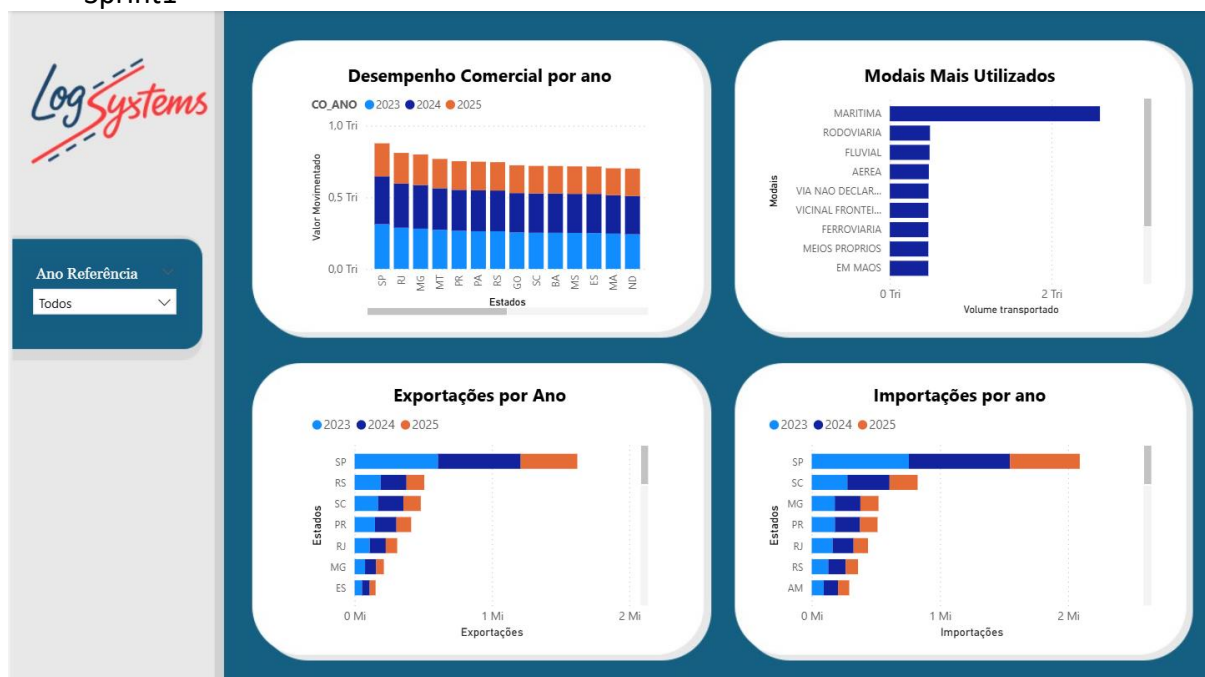 Sprint1
LogSystems
Ano Referência
Todos
Desempenho Comercial por ano
CO_ANO 2023 2024 2025
1,0 Tri
0,5 Tri
0,0 Tri
Valor Movimentado
SP RJ MG MT PR PA RS GO SC BA MS ES MA ND
Estados
Modais Mais Utilizados
MARITIMA
RODOVIARIA
FLUVIAL
AEREA
VIA NAO DECLAR...
VICINAL FRONTEI...
FERROVIARIA
MEIOS PROPRIOS
EM MAOS
Modais
0 Tri 2 Tri
Volume transportado
Exportações por Ano
2023 2024 2025
SP
RS
SC
PR
RJ
MG
ES
Estados
0 Mi 1 Mi 2 Mi
Exportações
Importações por ano
2023 2024 2025
SP
SC
MG
PR
RJ
RS
AM
Estados
0 Mi 1 Mi 2 Mi
Importações